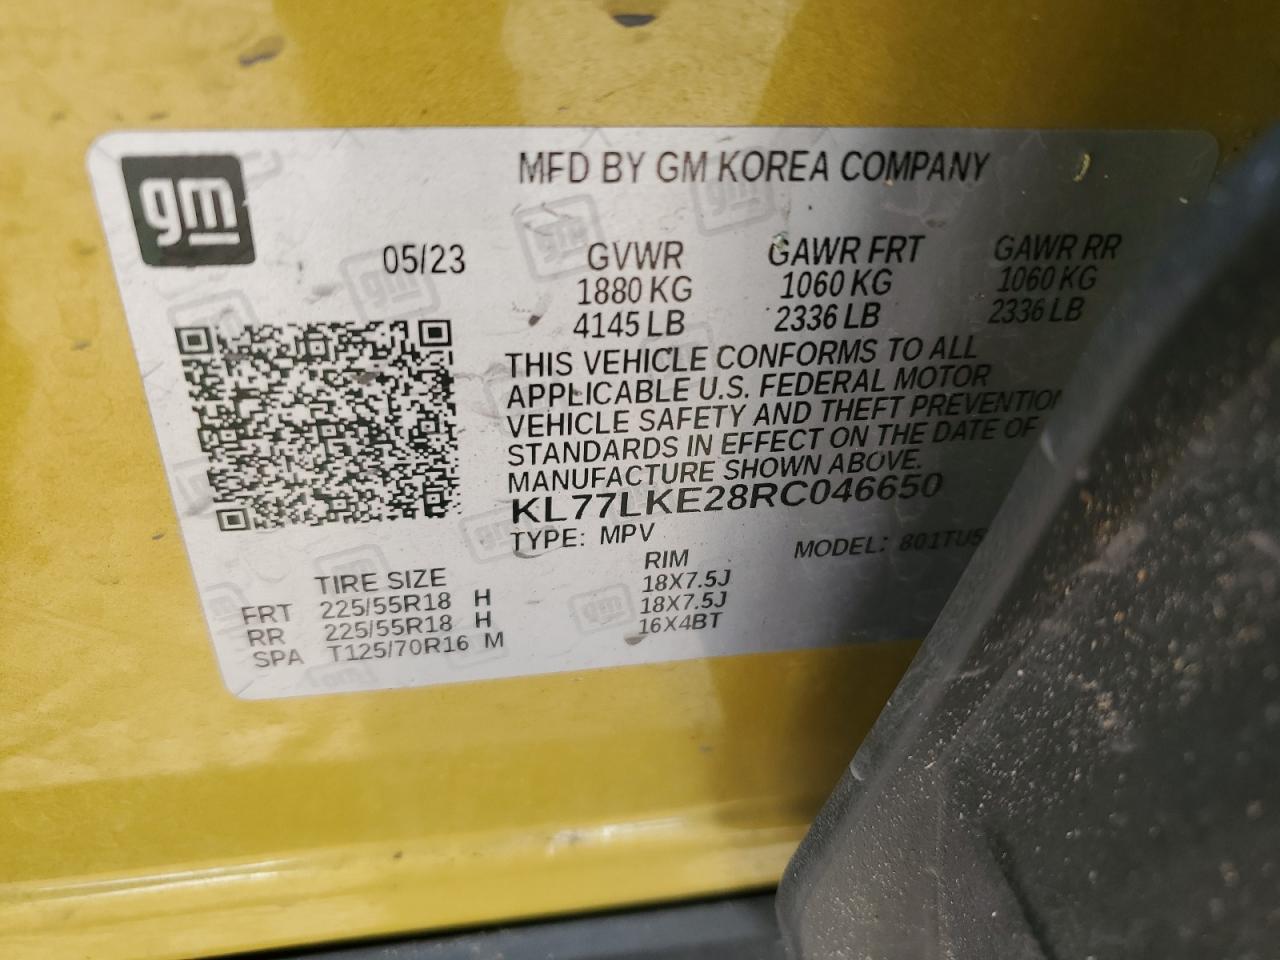 gm
MFD BY GM KOREA COMPANY
05/23
GVWR GAWR FRT GAWR RR
1880 KG 1060 KG 1060 KG
4145 LB 2336 LB 2336 LB
THIS VEHICLE CONFORMS TO ALL
APPLICABLE U.S. FEDERAL MOTOR
VEHICLE SAFETY AND THEFT PREVENTION
STANDARDS IN EFFECT ON THE DATE OF
MANUFACTURE SHOWN ABOVE.
KL77LKE28RC046650
TYPE: MPV MODEL: 801TU5
TIRE SIZE RIM
FRT 225/55R18 H 18X7.5J
RR 225/55R18 H 18X7.5J
SPA T125/70R16 M 16X4BT